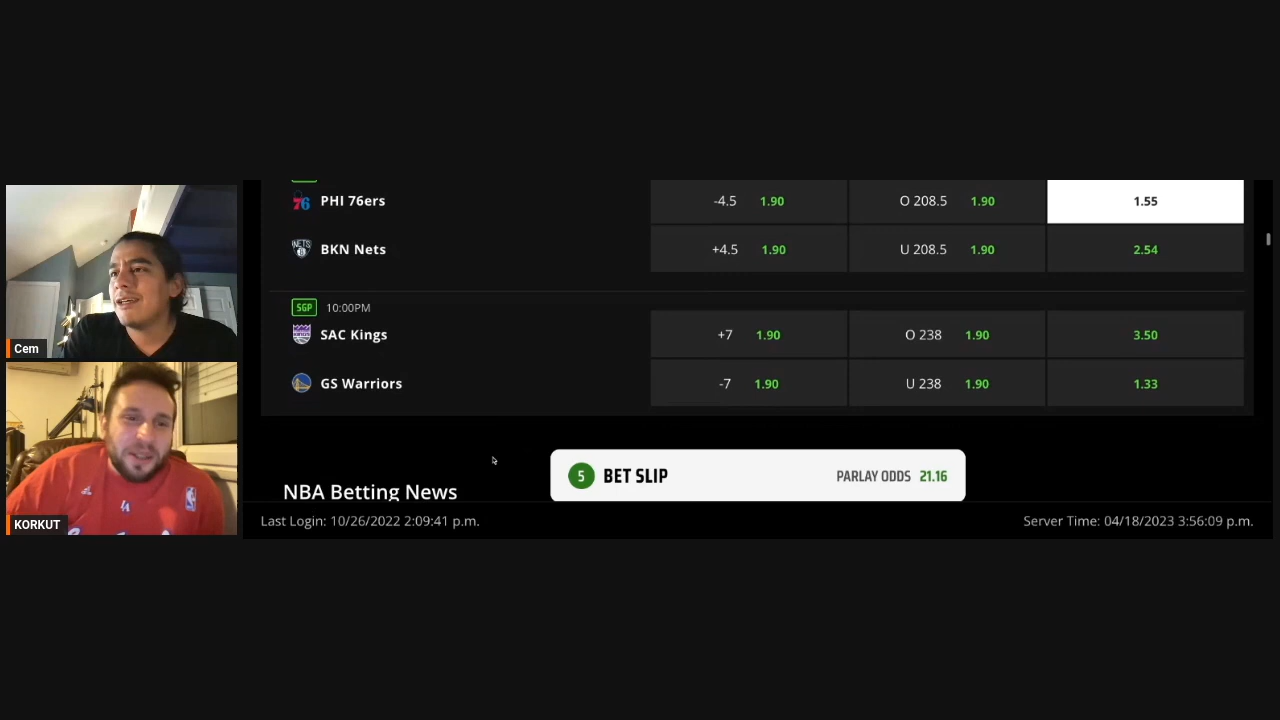 PHI 76ers -4.5 1.90 O 208.5 1.90 1.55
BKN Nets +4.5 1.90 U 208.5 1.90 2.54
SGP 10:00PM
SAC Kings +7 1.90 O 238 1.90 3.50
GS Warriors -7 1.90 U 238 1.90 1.33
5 BET SLIP PARLAY ODDS 21.16
NBA Betting News
Last Login: 10/26/2022 2:09:41 p.m. Server Time: 04/18/2023 3:56:09 p.m.
Cem
KORKUT
76
NETS
B
LA